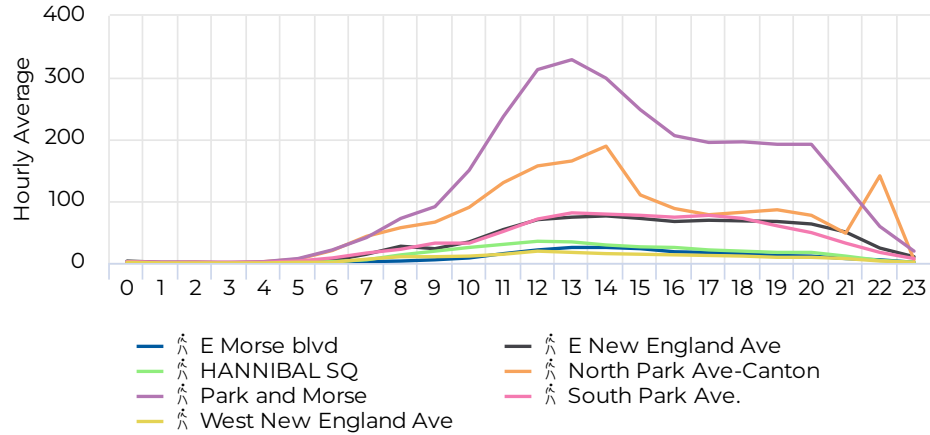 400
300
200
100
0
Hourly Average
0 1 2 3 4 5 6 7 8 9 10 11 12 13 14 15 16 17 18 19 20 21 22 23
E Morse blvd
E New England Ave
HANNIBAL SQ
North Park Ave-Canton
Park and Morse
South Park Ave.
West New England Ave